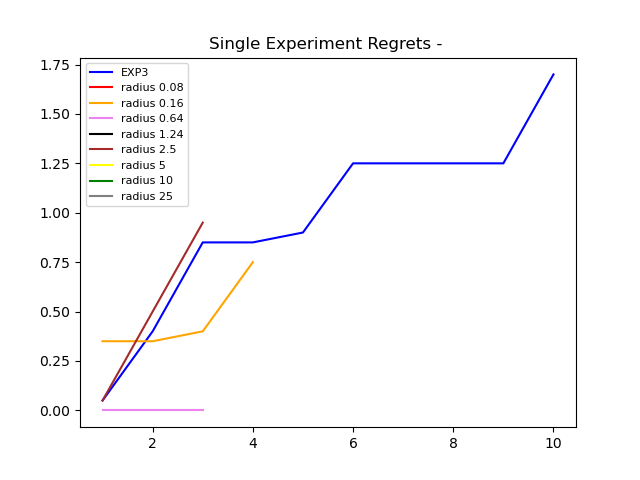 Single Experiment Regrets -
EXP3
radius 0.08
radius 0.16
radius 0.64
radius 1.24
radius 2.5
radius 5
radius 10
radius 25
1.75
1.50
1.25
1.00
0.75
0.50
0.25
0.00
2 4 6 8 10